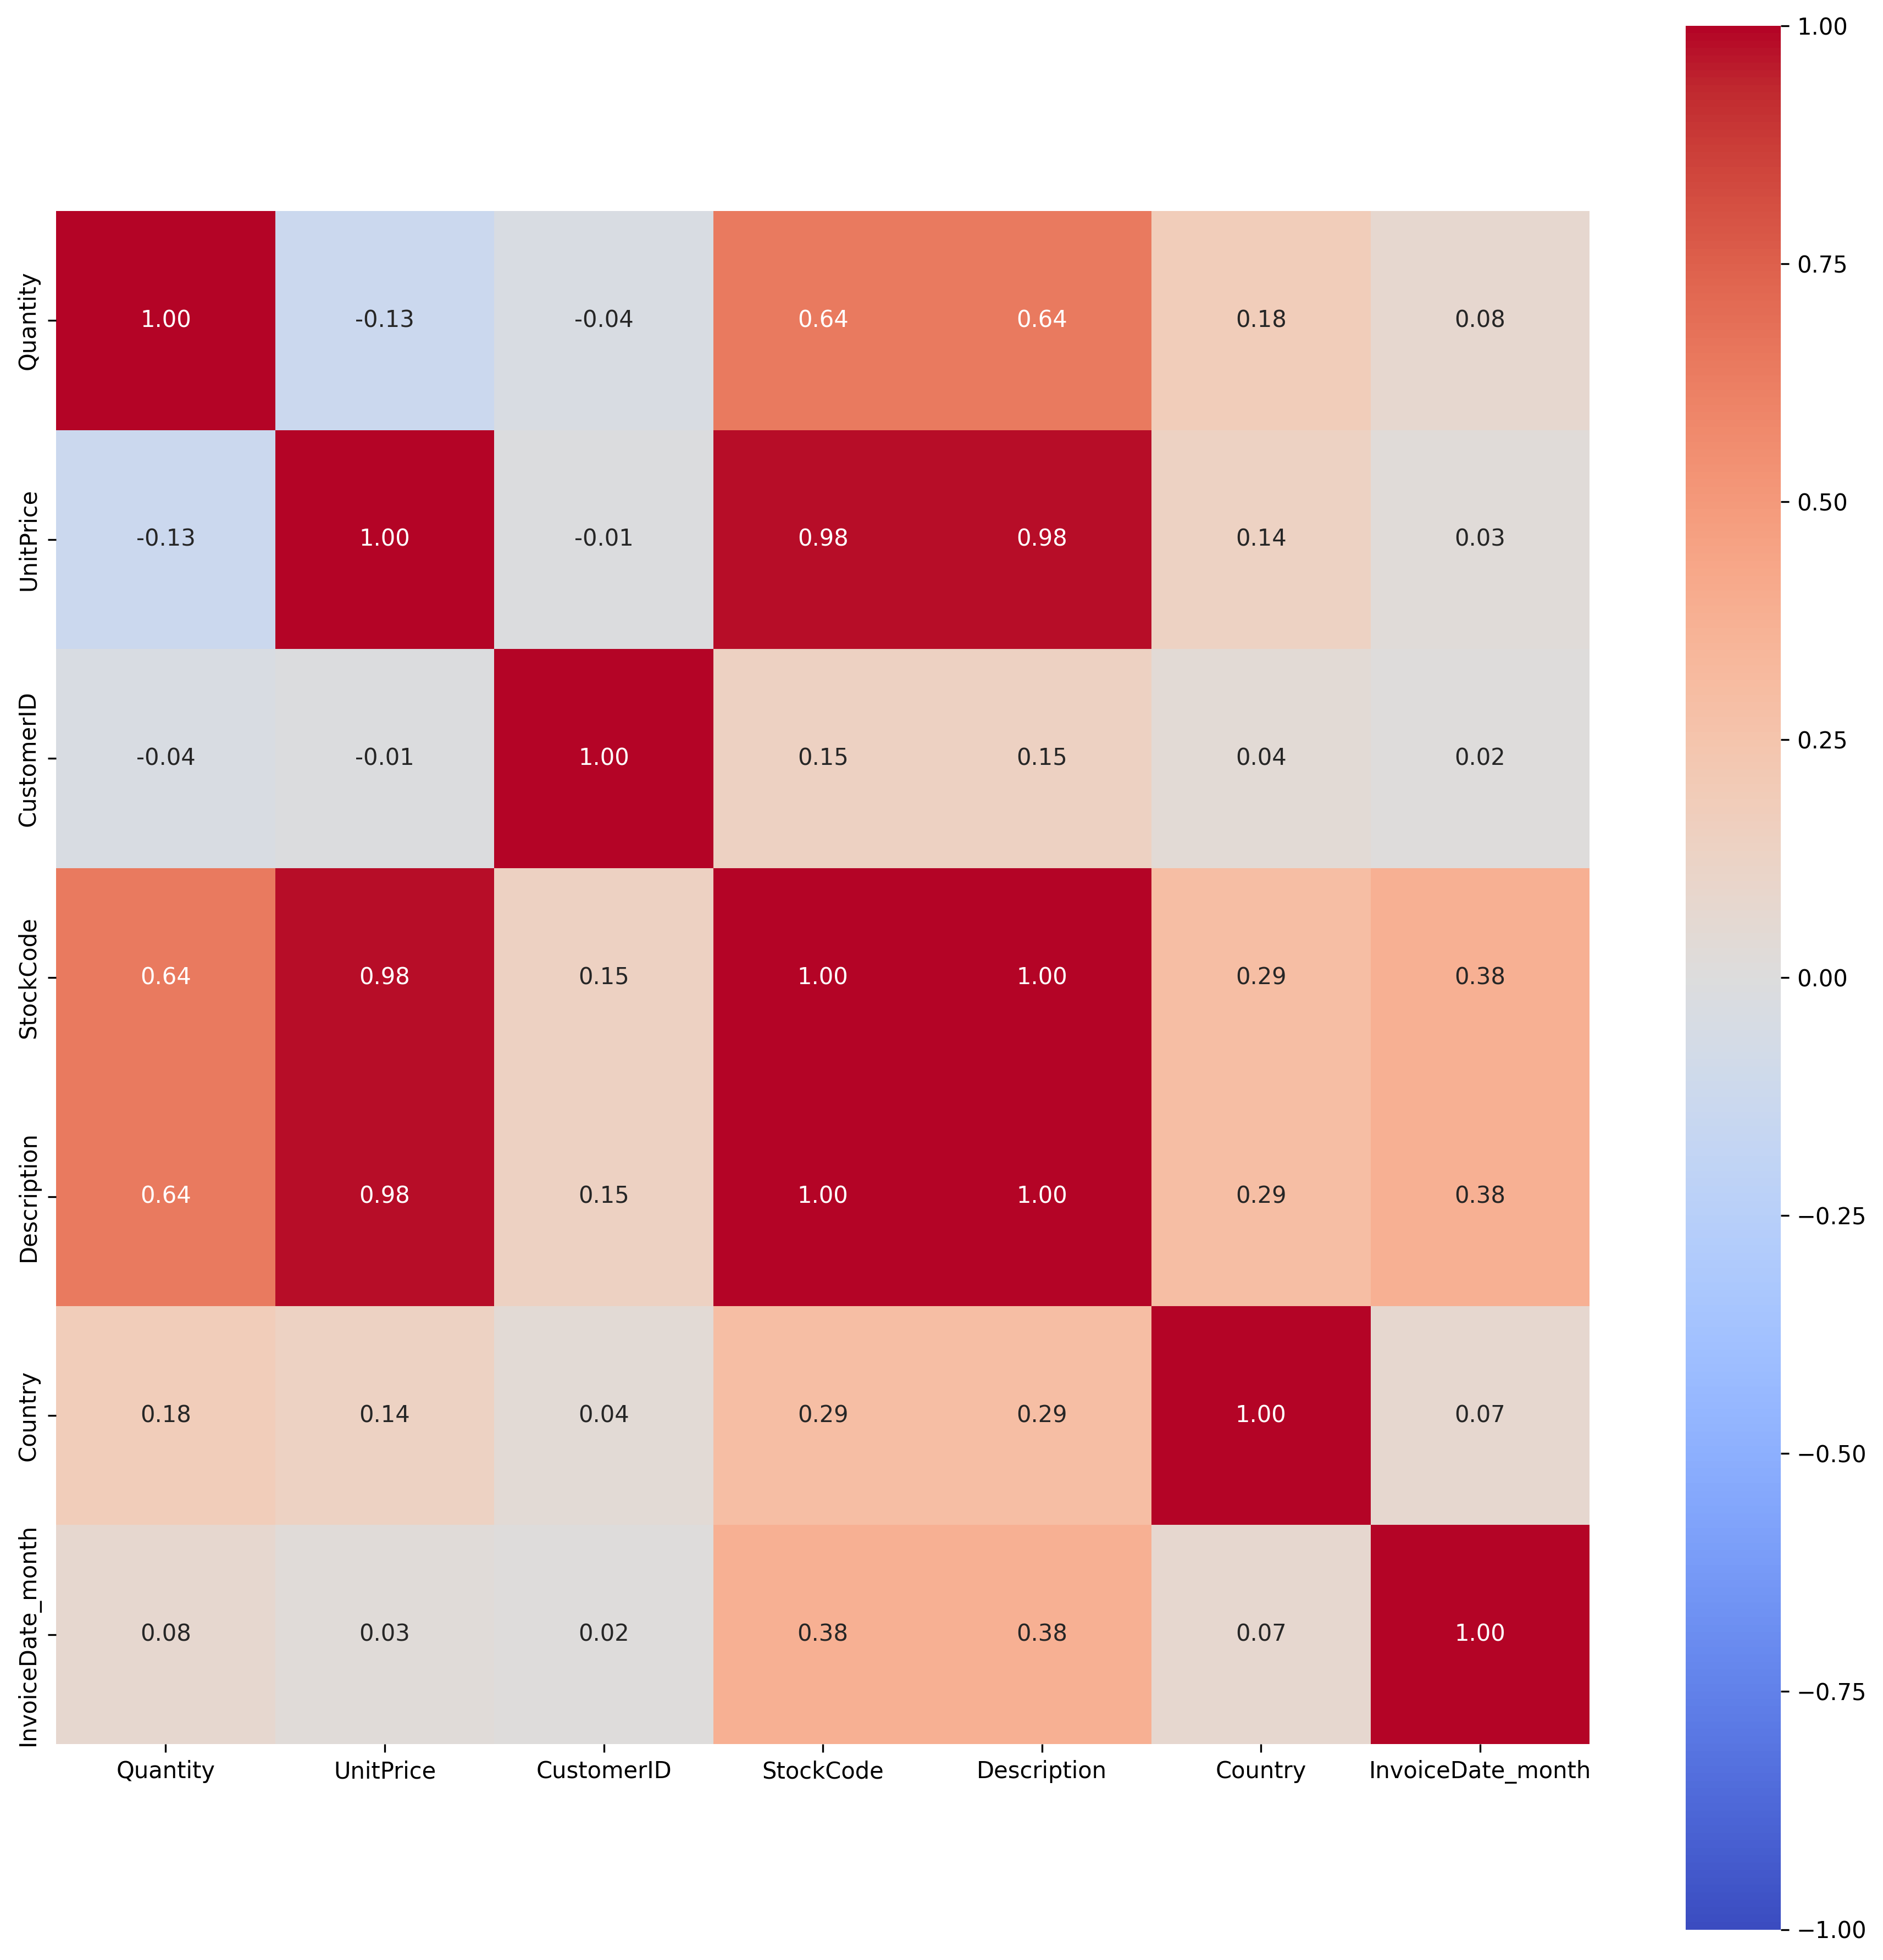 1.00
Quantity 1.00 -0.13 -0.04 0.64 0.64 0.18 0.08
0.75
UnitPrice -0.13 1.00 -0.01 0.98 0.98 0.14 0.03
0.50
CustomerID -0.04 -0.01 1.00 0.15 0.15 0.04 0.02
0.25
StockCode 0.64 0.98 0.15 1.00 1.00 0.29 0.38
0.00
Description 0.64 0.98 0.15 1.00 1.00 0.29 0.38
−0.25
Country 0.18 0.14 0.04 0.29 0.29 1.00 0.07
−0.50
InvoiceDate_month 0.08 0.03 0.02 0.38 0.38 0.07 1.00
−0.75
Quantity UnitPrice CustomerID StockCode Description Country InvoiceDate_month
−1.00